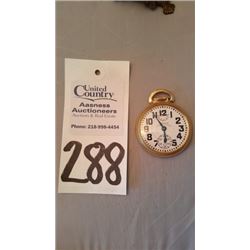 United
Country
Aasness
Auctioneers
Auctions & Real Estate
Phone: 218-998-4454
288